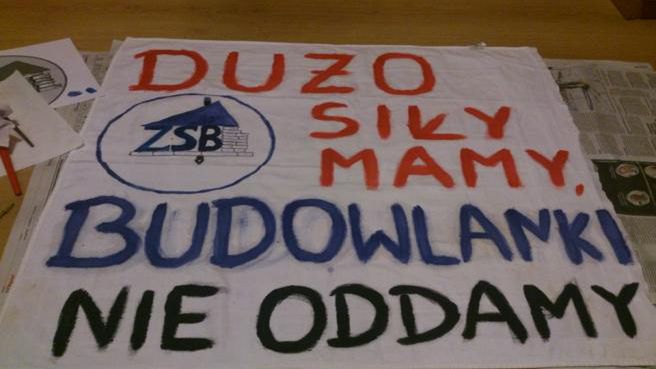 DUZO
SIŁY
ZSB
MAMY,
BUDOWLANKI
NIE ODDAMY